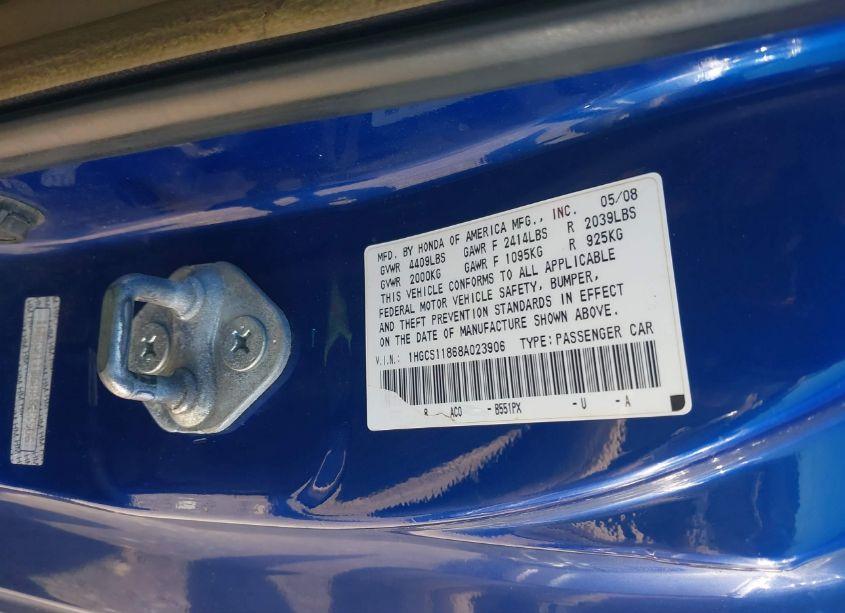 MFD. BY HONDA OF AMERICA MFG., INC. 05/08
GVWR 4409LBS GAWR F 2414LBS R 2039LBS
GVWR 2000KG GAWR F 1095KG R 925KG
THIS VEHICLE CONFORMS TO ALL APPLICABLE
FEDERAL MOTOR VEHICLE SAFETY, BUMPER,
AND THEFT PREVENTION STANDARDS IN EFFECT
ON THE DATE OF MANUFACTURE SHOWN ABOVE.
V.I.N.: 1HGCS11868A023906 TYPE: PASSENGER CAR
AC0 - B551PX - U - A